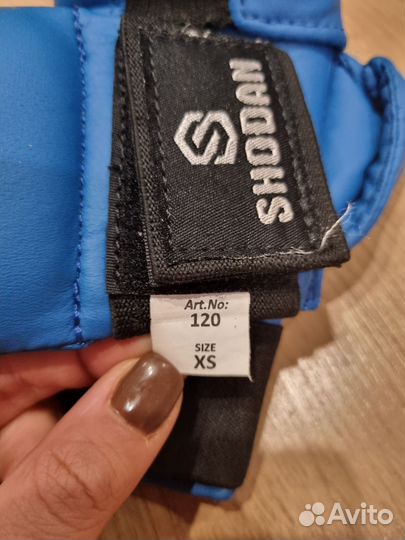 SHODAN
Art.No:
120
SIZE
XS
Avito